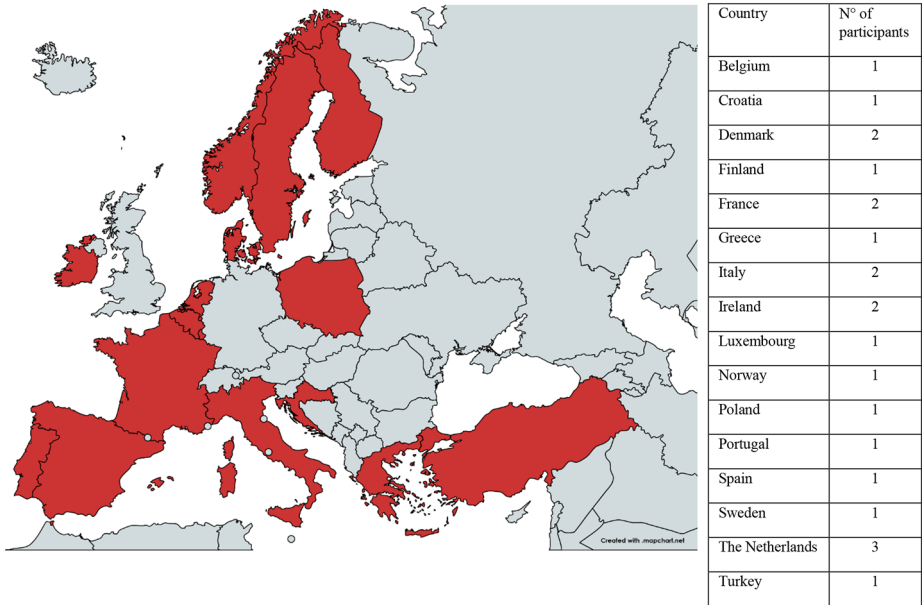 Country N° of
participants
Belgium 1
Croatia 1
Denmark 2
Finland 1
France 2
Greece 1
Italy 2
Ireland 2
Luxembourg 1
Norway 1
Poland 1
Portugal 1
Spain 1
Sweden 1
The Netherlands 3
Turkey 1
Created with .mapchart.net